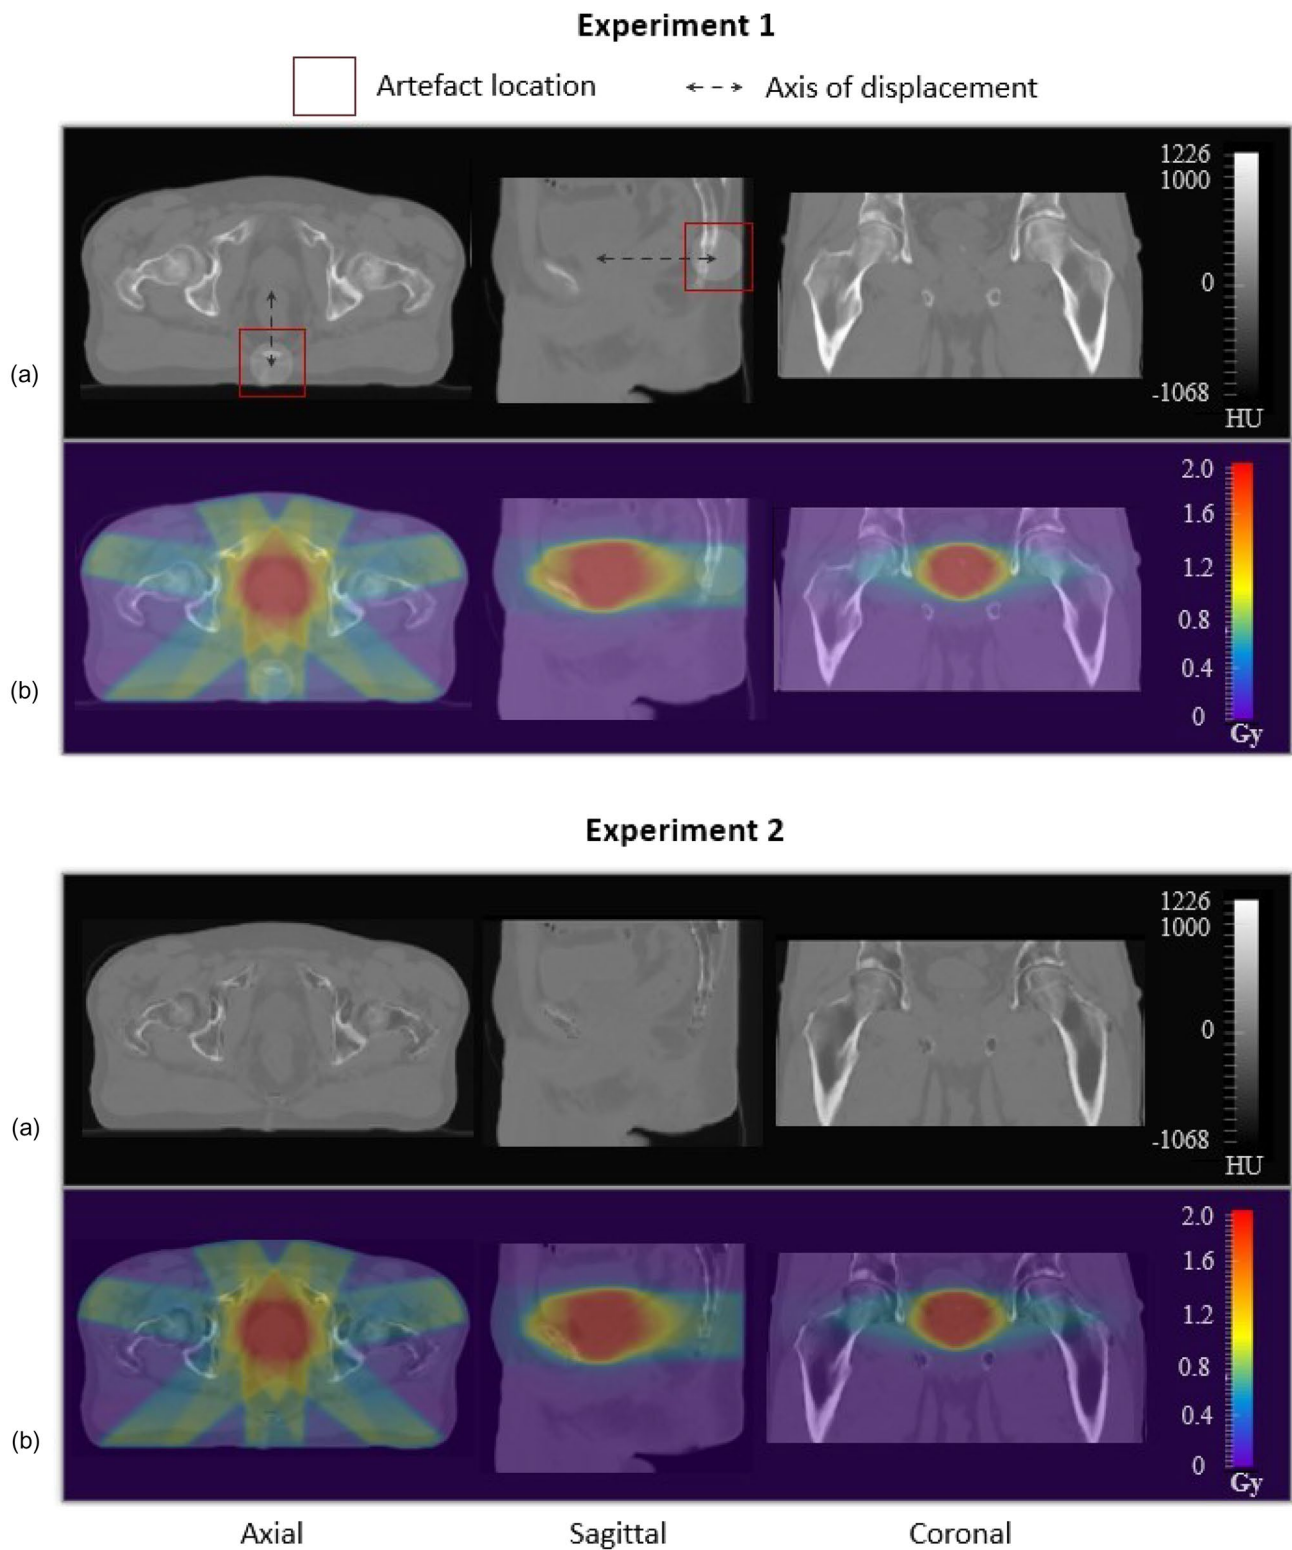 Experiment 1
Artefact location
Axis of displacement
1226
1000
0
-1068
HU
(a)
2.0
1.6
1.2
0.8
0.4
0
Gy
(b)
Experiment 2
1226
1000
0
-1068
HU
(a)
2.0
1.6
1.2
0.8
0.4
0
Gy
(b)
Axial
Sagittal
Coronal